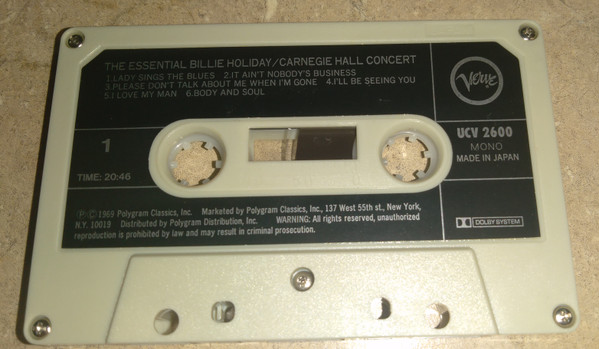 THE ESSENTIAL BILLIE HOLIDAY/CARNEGIE HALL CONCERT
1.LADY SINGS THE BLUES 2.IT AIN'T NOBODY'S BUSINESS
3.PLEASE DON'T TALK ABOUT ME WHEN I'M GONE 4.I'LL BE SEEING YOU
5.I LOVE MY MAN 6.BODY AND SOUL
Verve
1
UCV 2600
MONO
MADE IN JAPAN
TIME: 20:46
℗©1969 Polygram Classics, Inc. Marketed by Polygram Classics, Inc., 137 West 55th st., New York,
N.Y. 10019 Distributed by Polygram Distribution, Inc. WARNING: All rights reserved, unauthorized
reproduction is prohibited by law and may result in criminal prosecution.
DOLBY SYSTEM